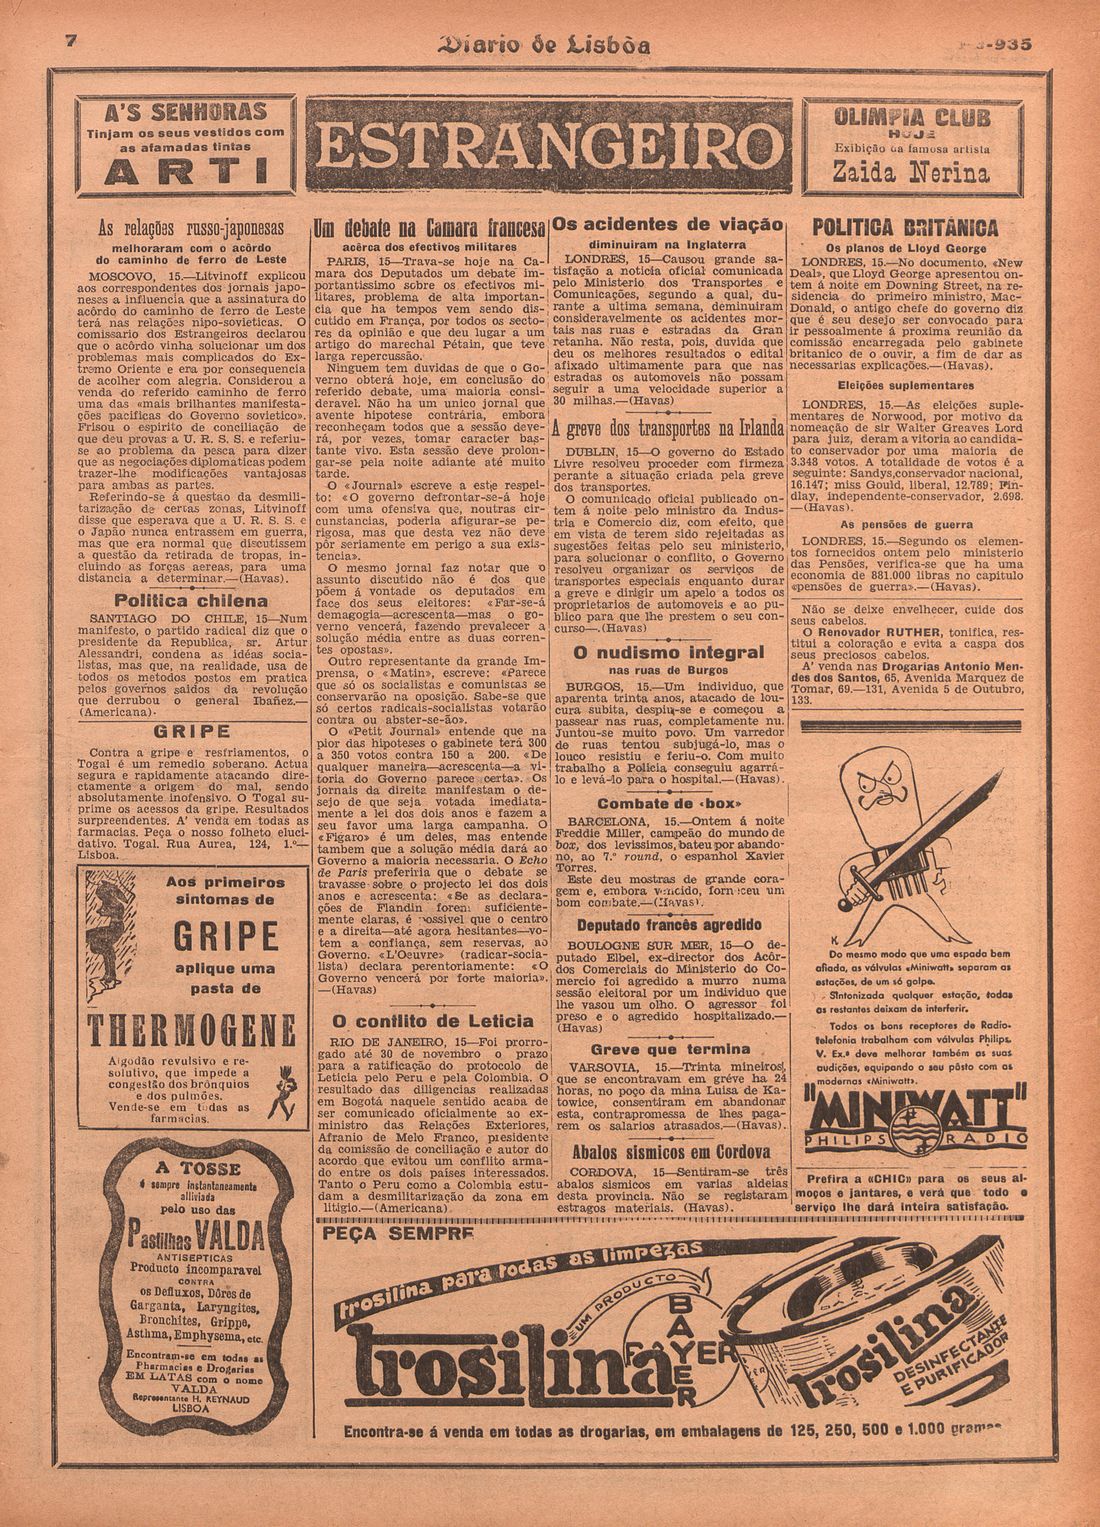 7
Diario de Lisbôa
-935
A'S SENHORAS
Tinjam os seus vestidos com
as afamadas tintas
ARTI
ESTRANGEIRO
OLIMPIA CLUB
HOJE
Exibição da famosa artista
Zaida Nerina
As relações russo-japonesas
melhoraram com o acôrdo
do caminho de ferro de Leste
MOSCOVO, 15.—Litvinoff explicou
aos correspondentes dos jornais japo-
neses a influencia que a assinatura do
acôrdo do caminho de ferro de Leste
terá nas relações nipo-sovieticas. O
comissario dos Estrangeiros declarou
que o acôrdo vinha solucionar um dos
problemas mais complicados do Ex-
tremo Oriente e era por consequencia
de acolher com alegria. Considerou a
venda do referido caminho de ferro
uma das «mais brilhantes manifesta-
ções pacificas do Governo sovietico».
Frisou o espirito de conciliação de
que deu provas a U. R. S. S. e referiu-
se ao problema da pesca para dizer
que as negociações diplomaticas podem
trazer-lhe modificações vantajosas
para ambas as partes.
Referindo-se á questão da desmili-
tarização de certas zonas, Litvinoff
disse que esperava que a U. R. S. S. e
o Japão nunca entrassem em guerra,
mas que era normal que discutissem
a questão da retirada de tropas, in-
cluindo as forças aereas, para uma
distancia a determinar.—(Havas).
Politica chilena
SANTIAGO DO CHILE, 15—Num
manifesto, o partido radical diz que o
presidente da Republica, sr. Artur
Alessandri, condena as idéas socia-
listas, mas que, na realidade, usa de
todos os metodos postos em pratica
pelos governos saídos da revolução
que derrubou o general Ibañez.—
(Americana).
GRIPE
Contra a gripe e resfriamentos, o
Togal é um remedio soberano. Actua
segura e rapidamente atacando dire-
ctamente a origem do mal, sendo
absolutamente inofensivo. O Togal su-
prime os acessos da gripe. Resultados
surpreendentes. A' venda em todas as
farmacias. Peça o nosso folheto eluci-
dativo. Togal. Rua Aurea, 124, 1.º—
Lisboa.
Aos primeiros
sintomas de
GRIPE
aplique uma
pasta de
THERMOGENE
Algodão revulsivo e re-
solutivo, que impede a
congestão dos brônquios
e dos pulmões.
Vende-se em todas as
farmacias.
A TOSSE
é sempre instantaneamente
alliviada
pelo uso das
Pastilhas VALDA
ANTISEPTICAS
Producto incomparavel
CONTRA
os Defluxos, Dôres de
Garganta, Laryngites,
Bronchites, Grippe,
Asthma, Emphysema, etc.
Encontram-se em todas as
Pharmacias e Drogarias
EM LATAS com o nome
VALDA
Representante H. REYNAUD
LISBOA
Um debate na Camara francesa
acêrca dos efectivos militares
PARIS, 15—Trava-se hoje na Ca-
mara dos Deputados um debate im-
portantissimo sobre os efectivos mi-
litares, problema de alta importan-
cia que ha tempos vem sendo dis-
cutido em França, por todos os secto-
res da opinião e que deu lugar a um
artigo do marechal Pétain, que teve
larga repercussão.
Ninguem tem duvidas de que o Go-
verno obterá hoje, em conclusão do
referido debate, uma maioria consi-
deravel. Não ha um unico jornal que
avente hipotese contrária, embora
reconheçam todos que a sessão deve-
rá, por vezes, tomar caracter bas-
tante vivo. Esta sessão deve prolon-
gar-se pela noite adiante até muito
tarde.
O «Journal» escreve a este respei-
to: «O governo defrontar-se-á hoje
com uma ofensiva que, noutras cir-
cunstancias, poderia afigurar-se pe-
rigosa, mas que desta vez não deve
pôr seriamente em perigo a sua exis-
tencia».
O mesmo jornal faz notar que o
assunto discutido não é dos que
põem á vontade os deputados em
face dos seus eleitores: «Far-se-á
demagogia—acrescenta—mas o go-
verno vencerá, fazendo prevalecer a
solução média entre as duas corren-
tes opostas».
Outro representante da grande Im-
prensa, o «Matin», escreve: «Parece
que só os socialistas e comunistas se
conservarão na oposição. Sabe-se que
só certos radicais-socialistas votarão
contra ou abster-se-ão».
O «Petit Journal» entende que na
pior das hipoteses o gabinete terá 300
a 350 votos contra 150 a 200. «De
qualquer maneira—acrescenta—a vi-
toria do Governo parece certa». Os
jornais da direita manifestam o de-
sejo de que seja votada imediata-
mente a lei dos dois anos e fazem a
seu favor uma larga campanha. O
«Figaro» é um deles, mas entende
tambem que a solução média dará ao
Governo a maioria necessaria. O Echo
de Paris preferiria que o debate se
travasse sobre o projecto lei dos dois
anos e acrescenta: «Se as declara-
ções de Flandin forem suficiente-
mente claras, é possivel que o centro
e a direita—até agora hesitantes—vo-
tem a confiança, sem reservas, ao
Governo. «L'Oeuvre» (radicar-socia-
lista) declara perentoriamente: «O
Governo vencerá por forte maioria».
—(Havas)
O conflito de Leticia
RIO DE JANEIRO, 15—Foi prorro-
gado até 30 de novembro o prazo
para a ratificação do protocolo de
Leticia pelo Peru e pela Colombia. O
resultado das diligencias realizadas
em Bogotá naquele sentido acaba de
ser comunicado oficialmente ao ex-
ministro das Relações Exteriores,
Afranio de Melo Franco, presidente
da comissão de conciliação e autor do
acordo que evitou um conflito arma-
do entre os dois países interessados.
Tanto o Peru como a Colombia estu-
dam a desmilitarização da zona em
litigio.—(Americana)
Os acidentes de viação
diminuiram na Inglaterra
LONDRES, 15—Causou grande sa-
tisfação a noticia oficial comunicada
pelo Ministerio dos Transportes e
Comunicações, segundo a qual, du-
rante a ultima semana, deminuiram
consideravelmente os acidentes mor-
tais nas ruas e estradas da Gran
retanha. Não resta, pois, duvida que
deu os melhores resultados o edital
afixado ultimamente para que nas
estradas os automoveis não possam
seguir a uma velocidade superior a
30 milhas.—(Havas)
A greve dos transportes na Irlanda
DUBLIN, 15—O governo do Estado
Livre resolveu proceder com firmeza
perante a situação criada pela greve
dos transportes.
O comunicado oficial publicado on-
tem á noite pelo ministro da Indus-
tria e Comercio diz, com efeito, que
em vista de terem sido rejeitadas as
sugestões feitas pelo seu ministerio,
para solucionar o conflito, o Governo
resolveu organizar os serviços de
transportes especiais enquanto durar
a greve e dirigir um apelo a todos os
proprietarios de automoveis e ao pu-
blico para que lhe prestem o seu con-
curso—.(Havas)
O nudismo integral
nas ruas de Burgos
BURGOS, 15.—Um individuo, que
aparenta trinta anos, atacado de lou-
cura subita, despiu-se e começou a
passear nas ruas, completamente nu.
Juntou-se muito povo. Um varredor
de ruas tentou subjugá-lo, mas o
louco resistiu e feriu-o. Com muito
trabalho a Policia conseguiu agarrá-
lo e levá-lo para o hospital.—(Havas).
Combate de «box»
BARCELONA, 15.—Ontem á noite
Freddie Miller, campeão do mundo de
box, dos levissimos, bateu por abando-
no, ao 7.º round, o espanhol Xavier
Torres.
Este deu mostras de grande cora-
gem e, embora vencido, forneceu um
bom combate.—(Havas).
Deputado francês agredido
BOULOGNE SUR MER, 15—O de-
putado Elbel, ex-director dos Acôr-
dos Comerciais do Ministerio do Co-
mercio foi agredido a murro numa
sessão eleitoral por um individuo que
lhe vasou um olho. O agressor foi
preso e o agredido hospitalizado.—
(Havas)
Greve que termina
VARSOVIA, 15.—Trinta mineiros,
que se encontravam em gréve ha 24
horas, no poço da mina Luisa de Ka-
towice, consentiram em abandonar
esta, contrapromessa de lhes paga-
rem os salarios atrasados.—(Havas).
Abalos sismicos em Cordova
CORDOVA, 15—Sentiram-se três
abalos sismicos em varias aldeias
desta provincia. Não se registaram
estragos materiais. (Havas).
POLITICA BRITÂNICA
Os planos de Lloyd George
LONDRES, 15.—No documento, «New
Deal», que Lloyd George apresentou on-
tem á noite em Downing Street, na re-
sidencia do primeiro ministro, Mac-
Donald, o antigo chefe do governo diz
que é seu desejo ser convocado para
ir pessoalmente á proxima reunião da
comissão encarregada pelo gabinete
britanico de o ouvir, a fim de dar as
necessarias explicações.—(Havas).
Eleições suplementares
LONDRES, 15.—As eleições suple-
mentares de Norwood, por motivo da
nomeação de sir Walter Greaves Lord
para juiz, deram a vitoria ao candida-
to conservador por uma maioria de
3.348 votos. A totalidade de votos é a
seguinte: Sandys,conservador nacional,
16.147; miss Gould, liberal, 12.789; Fin-
dlay, independente-conservador, 2.698.
—(Havas).
As pensões de guerra
LONDRES, 15.—Segundo os elemen-
tos fornecidos ontem pelo ministerio
das Pensões, verifica-se que ha uma
economia de 881.000 libras no capitulo
«pensões de guerra».—(Havas).
Não se deixe envelhecer, cuide dos
seus cabelos.
O Renovador RUTHER, tonifica, res-
titui a coloração e evita a caspa dos
seus preciosos cabelos.
A' venda nas Drogarias Antonio Men-
des dos Santos, 65, Avenida Marquez de
Tomar, 69.—131, Avenida 5 de Outubro,
133.
Do mesmo modo que uma espada bem
afiada, as válvulas «Miniwatt» separam as
estações, de um só golpe.
Sintonizada qualquer estação, todas
as restantes deixam de interferir.
Todos os bons receptores de Radio-
telefonia trabalham com válvulas Philips.
V. Ex.ª deve melhorar também as suas
audições, equipando o seu pôsto com as
modernas «Miniwatt».
"MINIWATT"
PHILIPS RADIO
Prefira a «CHIC» para os seus al-
moços e jantares, e verá que todo o
serviço lhe dará inteira satisfação.
PEÇA SEMPRE
trosilina para todas as limpezas
UM PRODUCTO
BAYER
BAYER
trosilina
trosilina
DESINFECTANTE
E PURIFICADOR
Encontra-se á venda em todas as drogarias, em embalagens de 125, 250, 500 e 1.000 gramas